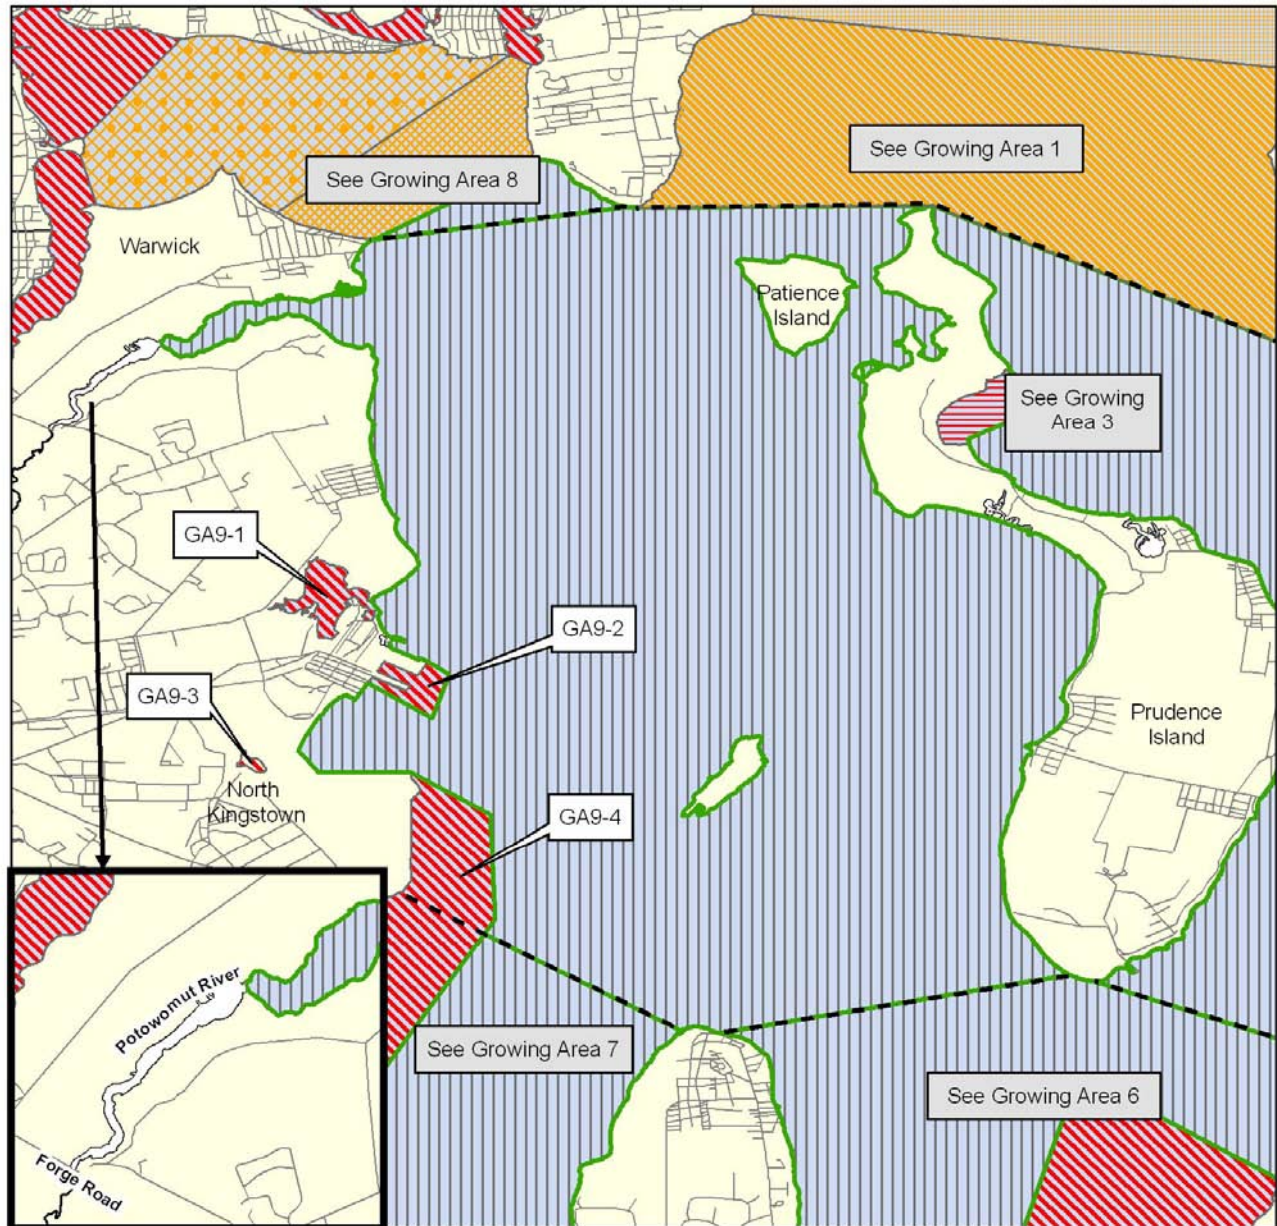 See Growing Area 1
See Growing Area 8
Warwick
Patience
Island
See Growing
Area 3
GA9-1
GA9-2
GA9-3
Prudence
Island
North
Kingstown
GA9-4
Potowomut River
See Growing Area 7
See Growing Area 6
Forge Road